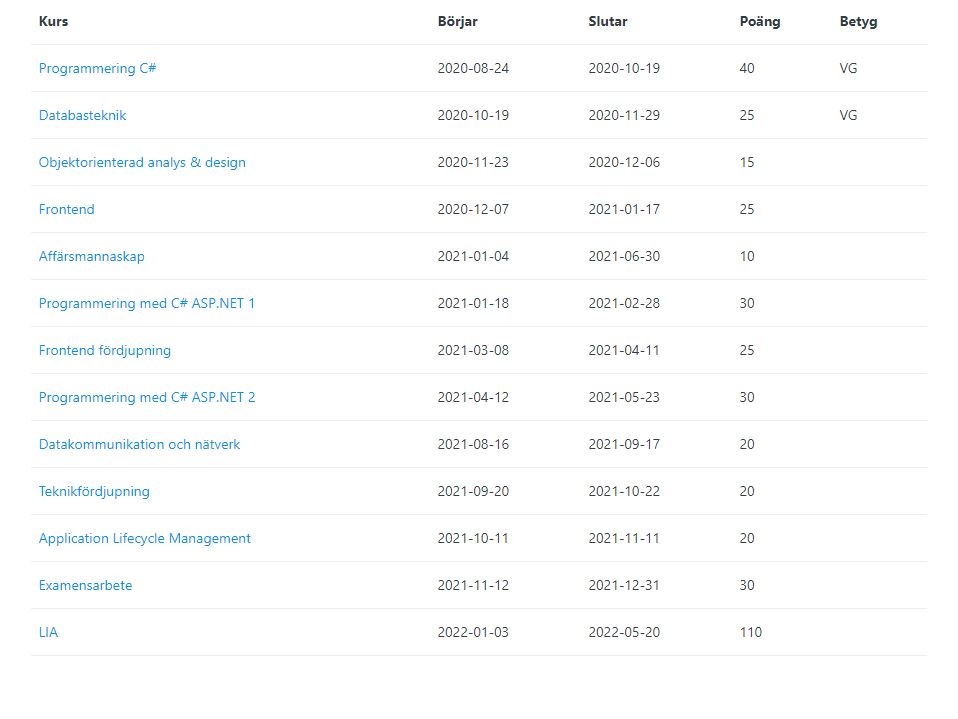 Kurs Börjar Slutar Poäng Betyg
Programmering C# 2020-08-24 2020-10-19 40 VG
Databasteknik 2020-10-19 2020-11-29 25 VG
Objektorienterad analys & design 2020-11-23 2020-12-06 15
Frontend 2020-12-07 2021-01-17 25
Affärsmannaskap 2021-01-04 2021-06-30 10
Programmering med C# ASP.NET 1 2021-01-18 2021-02-28 30
Frontend fördjupning 2021-03-08 2021-04-11 25
Programmering med C# ASP.NET 2 2021-04-12 2021-05-23 30
Datakommunikation och nätverk 2021-08-16 2021-09-17 20
Teknikfördjupning 2021-09-20 2021-10-22 20
Application Lifecycle Management 2021-10-11 2021-11-11 20
Examensarbete 2021-11-12 2021-12-31 30
LIA 2022-01-03 2022-05-20 110